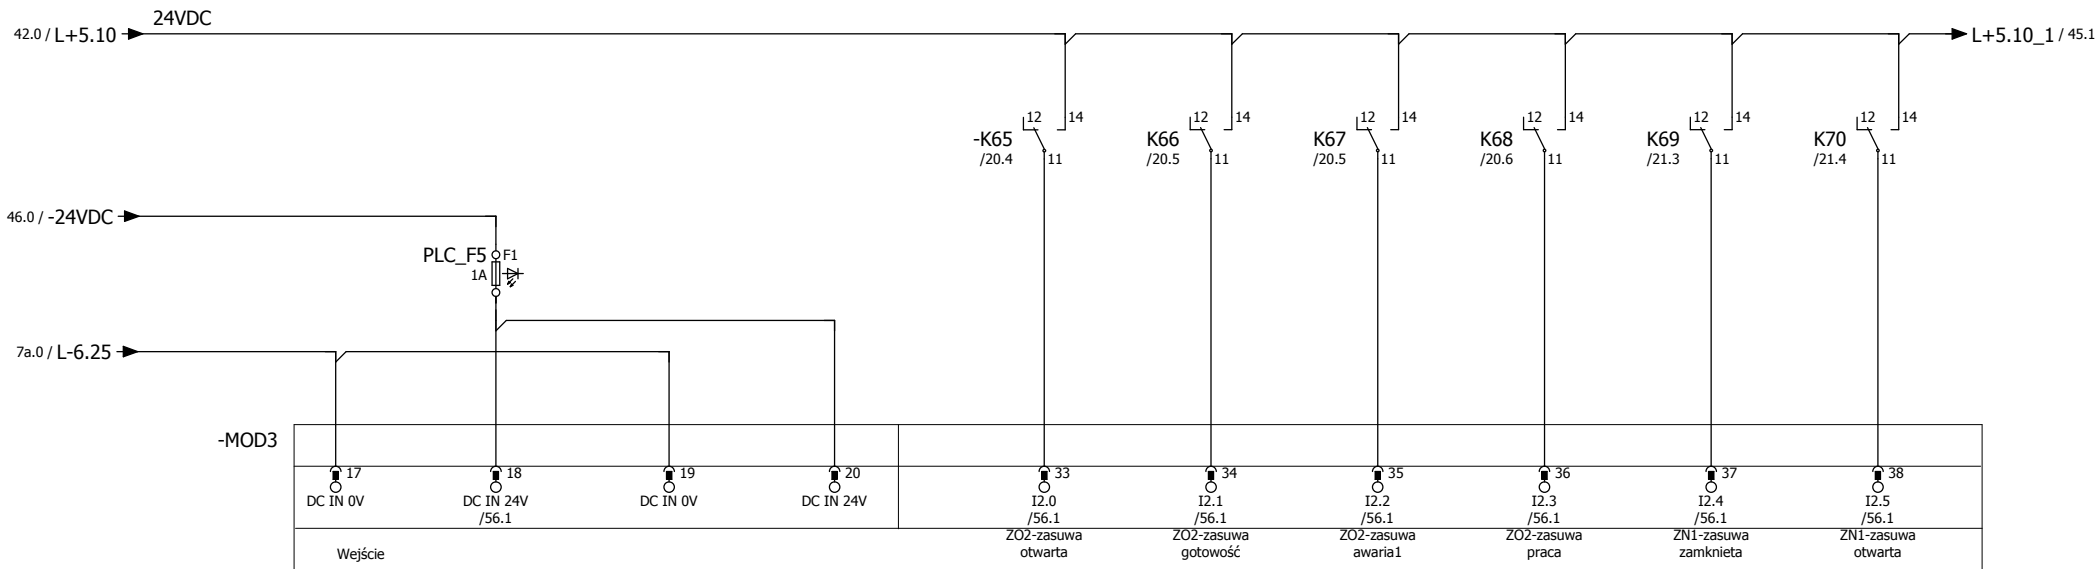 24VDC
42.0 / L+5.10
L+5.10_1 / 45.1
12 14
12 14
12 14
12 14
12 14
12 14
-K65
K66
K67
K68
K69
K70
/20.4 11
/20.5 11
/20.5 11
/20.6 11
/21.3 11
/21.4 11
46.0 / -24VDC
PLC_F5 F1
1A
7a.0 / L-6.25
-MOD3
17 18 19 20 33 34 35 36 37 38
DC IN 0V
DC IN 24V
/56.1
DC IN 0V
DC IN 24V
I2.0
/56.1
I2.1
/56.1
I2.2
/56.1
I2.3
/56.1
I2.4
/56.1
I2.5
/56.1
Wejście
ZO2-zasuwa
otwarta
ZO2-zasuwa
gotowość
ZO2-zasuwa
awaria1
ZO2-zasuwa
praca
ZN1-zasuwa
zamknieta
ZN1-zasuwa
otwarta